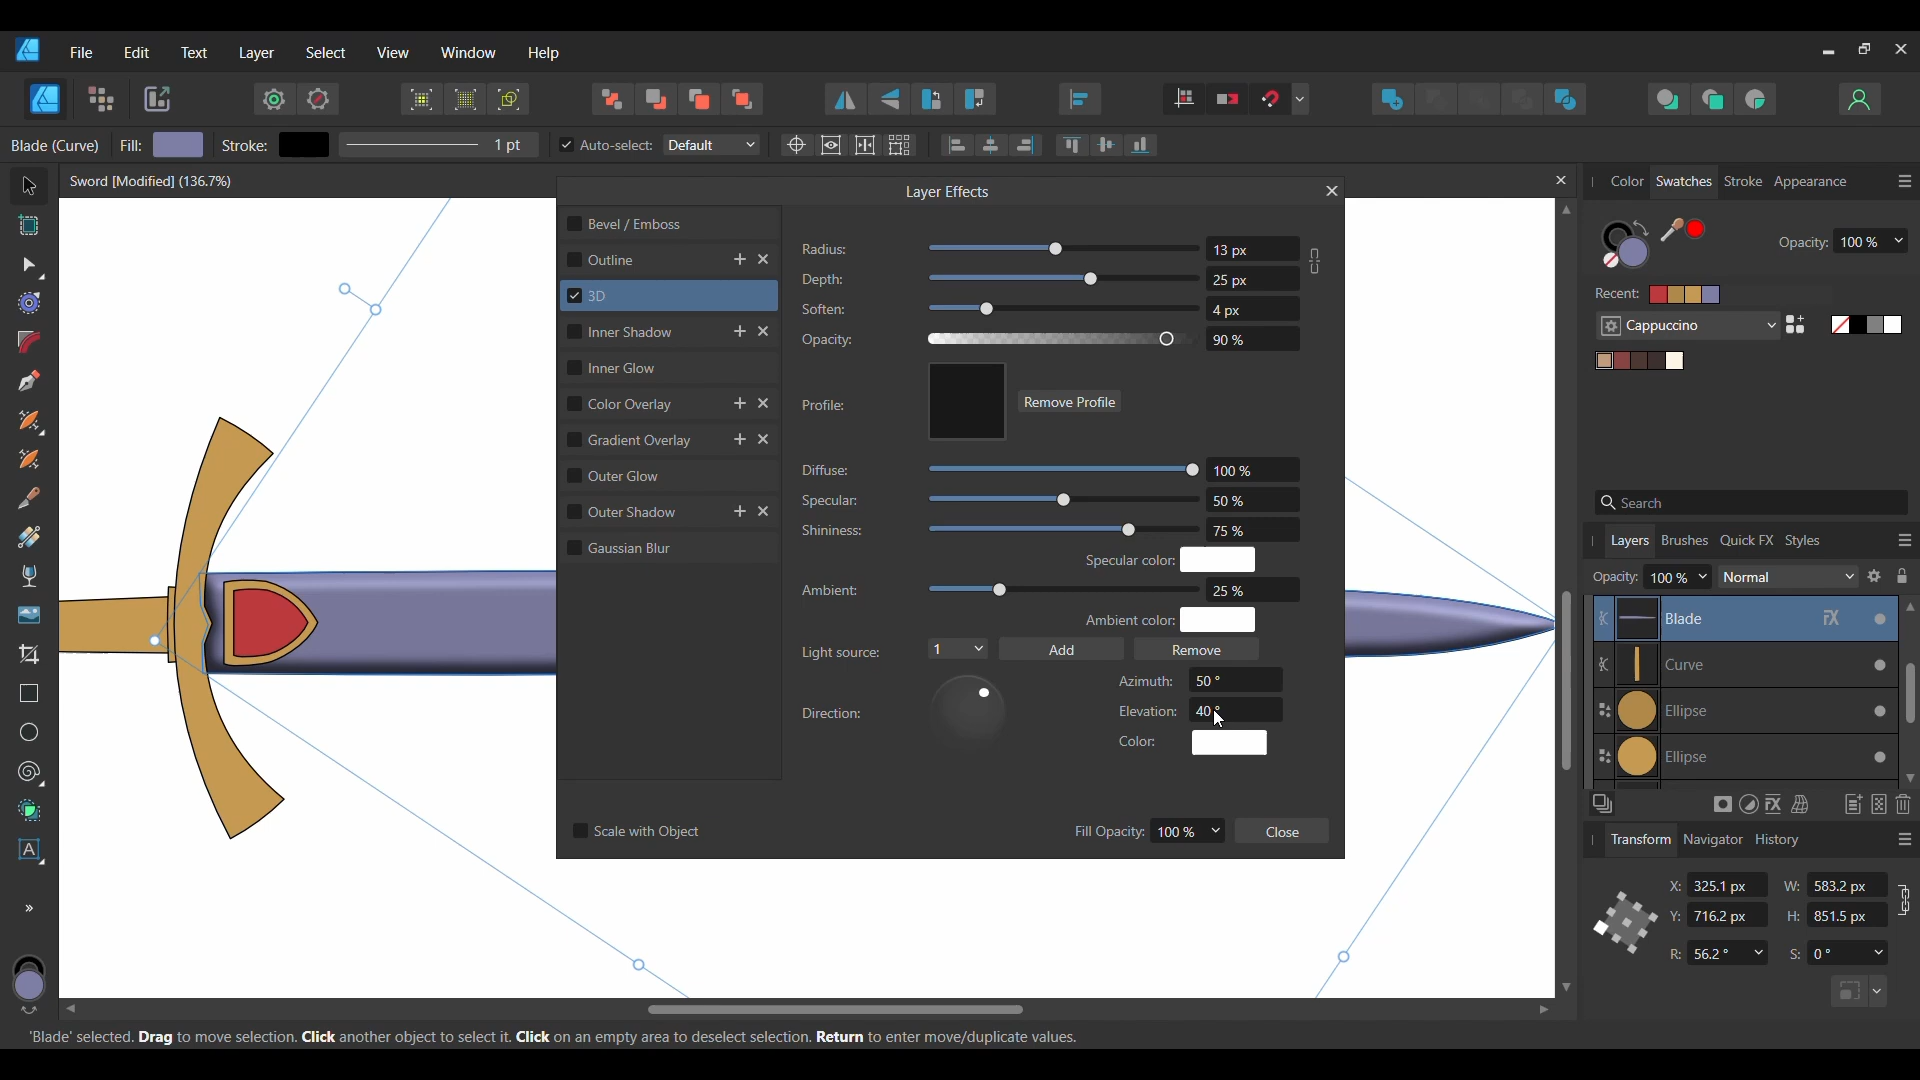 File Edit Text Layer Select View Window Help
Blade (Curve) Fill: Stroke: 1 pt Auto-select: Default
Sword [Modified] (136.7%)
Layer Effects
Bevel / Emboss
Outline
3D
Inner Shadow
Inner Glow
Color Overlay
Gradient Overlay
Outer Glow
Outer Shadow
Gaussian Blur
Radius: 13 px
Depth: 25 px
Soften: 4 px
Opacity: 90 %
Profile: Remove Profile
Diffuse: 100 %
Specular: 50 %
Shininess: 75 %
Specular color:
Ambient: 25 %
Ambient color:
Light source: 1 Add Remove
Azimuth: 50 °
Direction: Elevation: 40 °
Color:
Scale with Object Fill Opacity: 100 % Close
Color Swatches Stroke Appearance
Opacity: 100 %
Recent:
Cappuccino
Search
Layers Brushes Quick FX Styles
Opacity: 100 % Normal
Blade FX
Curve
Ellipse
Ellipse
FX
Transform Navigator History
X: 325.1 px W: 583.2 px
Y: 716.2 px H: 851.5 px
R: 56.2 ° S: 0 °
A
'Blade' selected. Drag to move selection. Click another object to select it. Click on an empty area to deselect selection. Return to enter move/duplicate values.